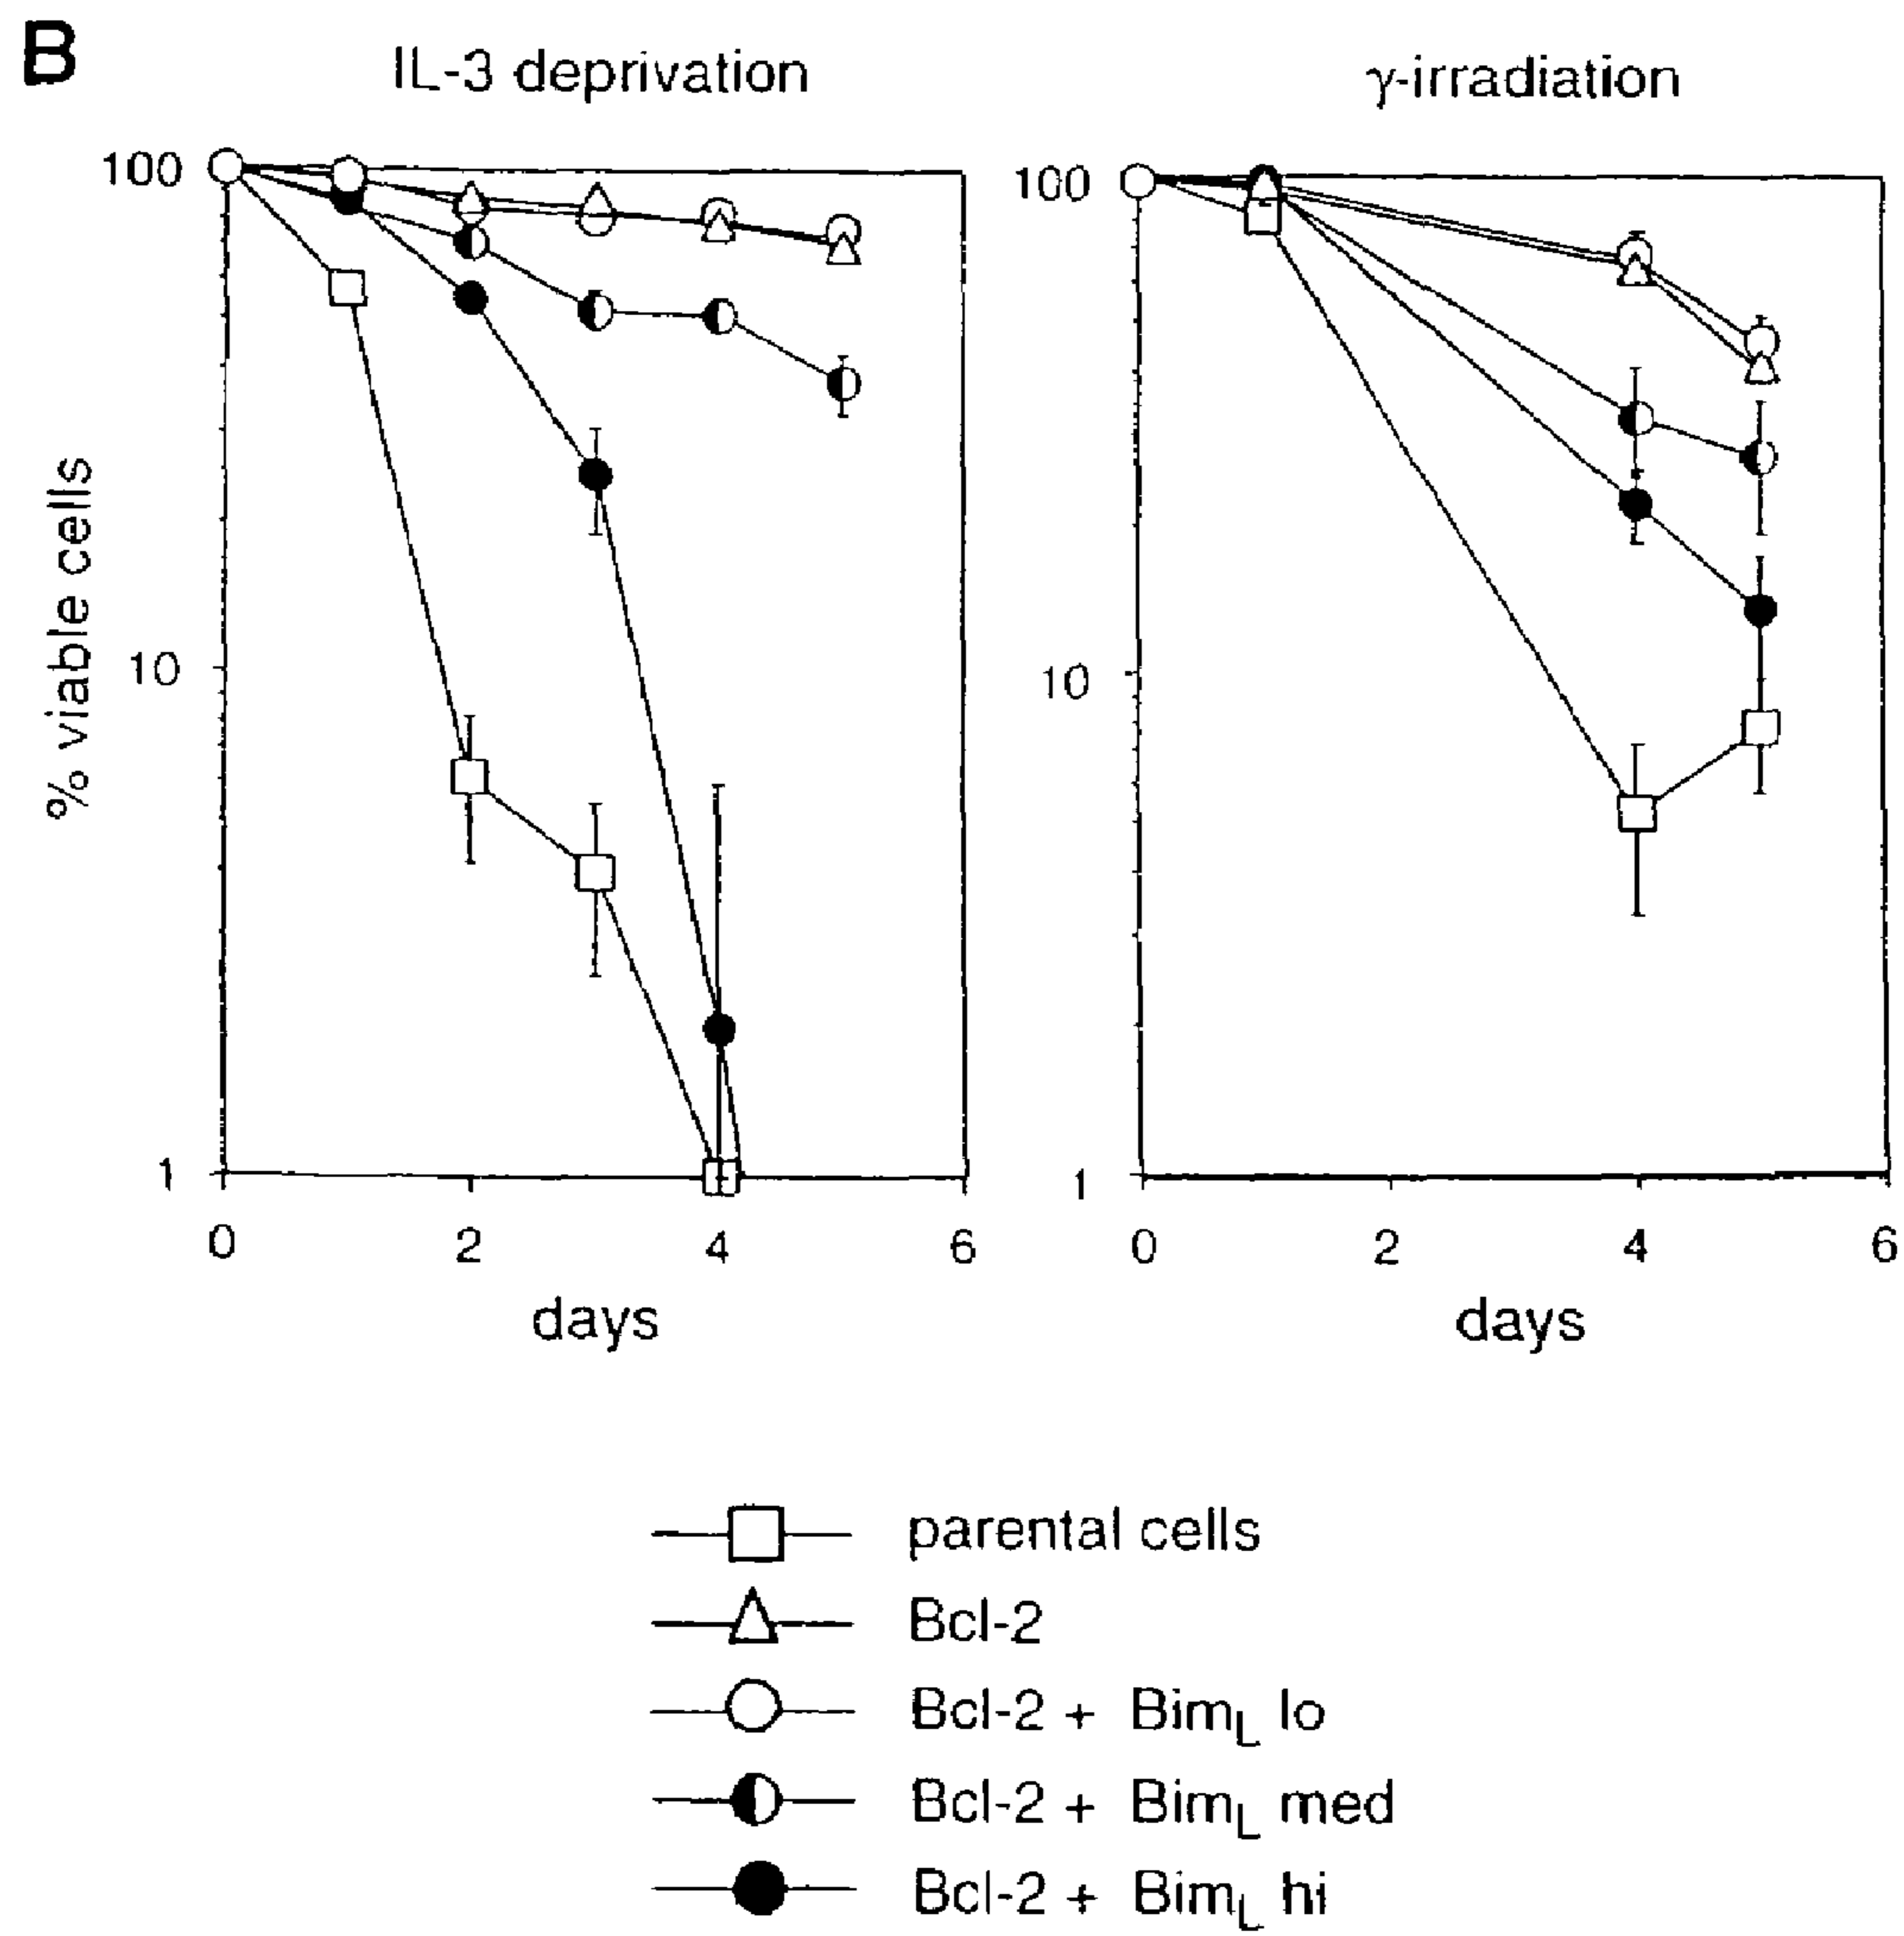 B
IL-3 deprivation
γ-irradiation
% viable cells
100
10
1
0 2 4 6
days
100
10
1
0 2 4 6
days
parental cells
Bcl-2
Bcl-2 + BimL lo
Bcl-2 + BimL med
Bcl-2 + BimL hi